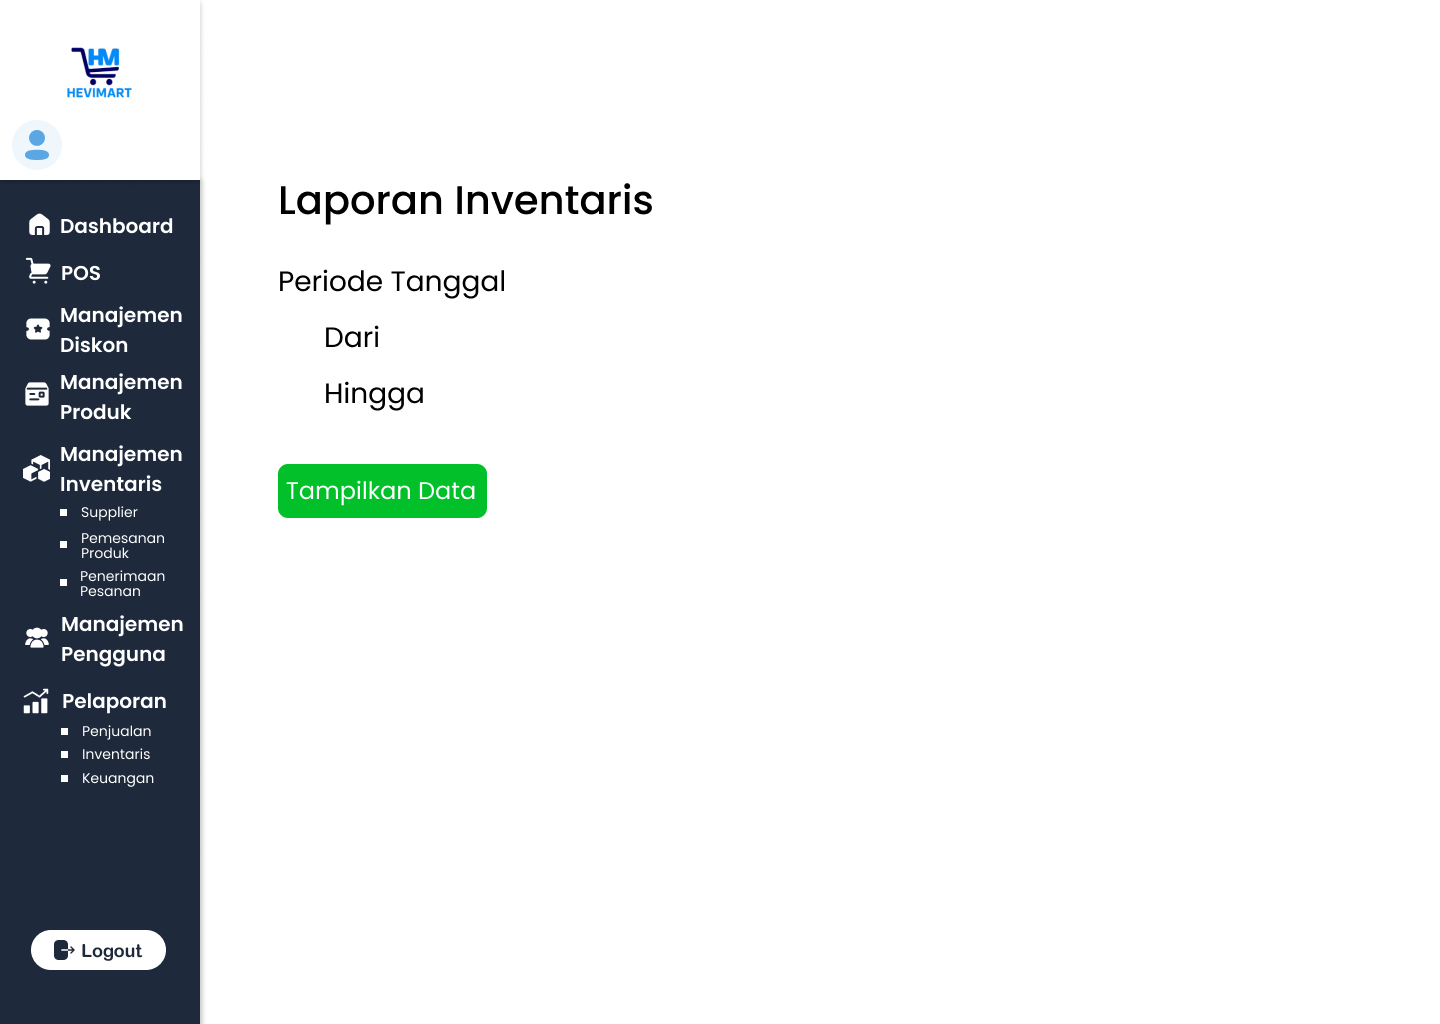 HM
HEVIMART
Dashboard
POS
Manajemen
Diskon
Manajemen
Produk
Manajemen
Inventaris
Supplier
Pemesanan
Produk
Penerimaan
Pesanan
Manajemen
Pengguna
Pelaporan
Penjualan
Inventaris
Keuangan
Logout
Laporan Inventaris
Periode Tanggal
Dari
Hingga
Tampilkan Data